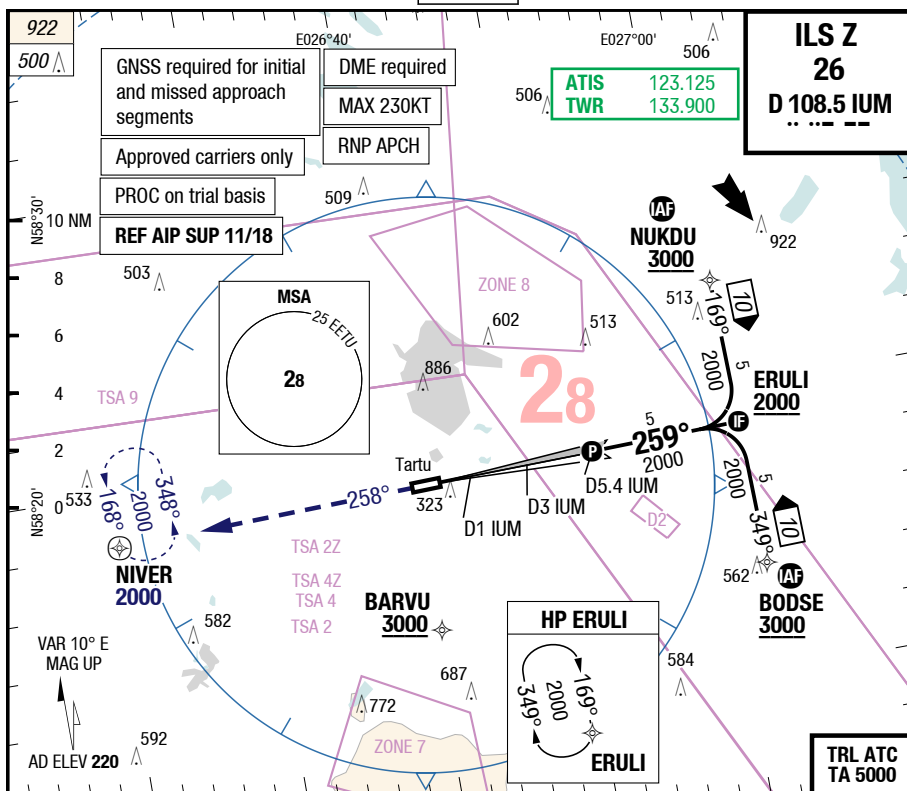 922
500
E026°40'
E027°00'
506
ILS Z
26
D 108.5 IUM
GNSS required for initial
and missed approach
segments
DME required
MAX 230KT
RNP APCH
ATIS 123.125
TWR 133.900
506
Approved carriers only
PROC on trial basis
REF AIP SUP 11/18
509
N58°30'
10 NM
8
6
4
2
0
N58°20'
IAF
NUKDU
3000
922
503
MSA
25 EETU
28
ZONE 8
602
513
513
169°
10
2000
5
886
28
ERULI
2000
IF
TSA 9
5
259°
2000
P
D5.4 IUM
Tartu
323
D3 IUM
D1 IUM
258°
533
168°
2000
348°
NIVER
2000
2000
5
349°
10
D2
562
IAF
BODSE
3000
TSA 2Z
TSA 4Z
TSA 4
TSA 2
BARVU
3000
582
HP ERULI
349°
2000
169°
ERULI
584
687
772
ZONE 7
VAR 10° E
MAG UP
592
AD ELEV 220
TRL ATC
TA 5000